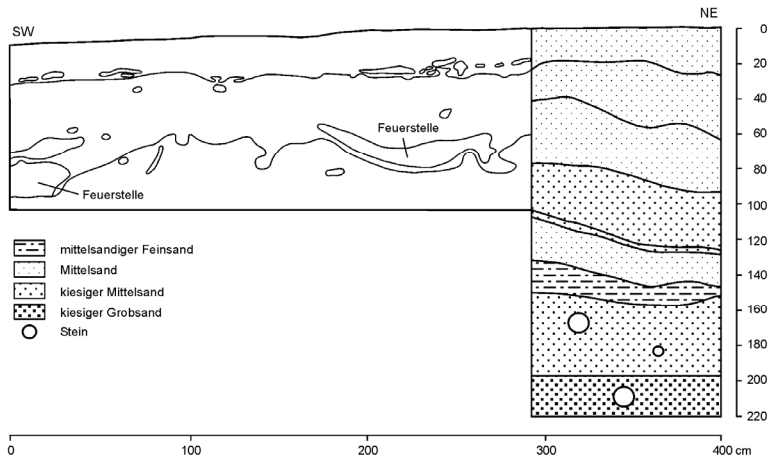 SW
NE
Feuerstelle
Feuerstelle
0
20
40
60
80
100
120
140
160
180
200
220
mittelsandiger Feinsand
Mittelsand
kiesiger Mittelsand
kiesiger Grobsand
Stein
0 100 200 300 400 cm